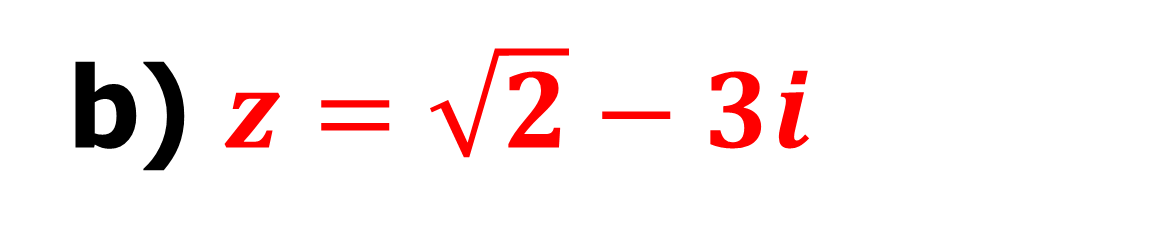 b) z = √2 − 3i